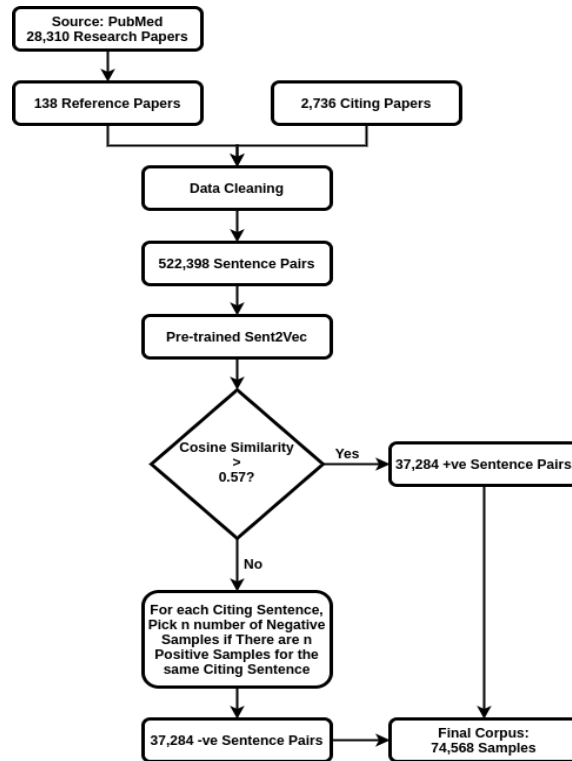 Source: PubMed
28,310 Research Papers
138 Reference Papers
2,736 Citing Papers
Data Cleaning
522,398 Sentence Pairs
Pre-trained Sent2Vec
Cosine Similarity
>
0.57?
Yes
37,284 +ve Sentence Pairs
No
For each Citing Sentence,
Pick n number of Negative
Samples if There are n
Positive Samples for the
same Citing Sentence
37,284 -ve Sentence Pairs
Final Corpus:
74,568 Samples